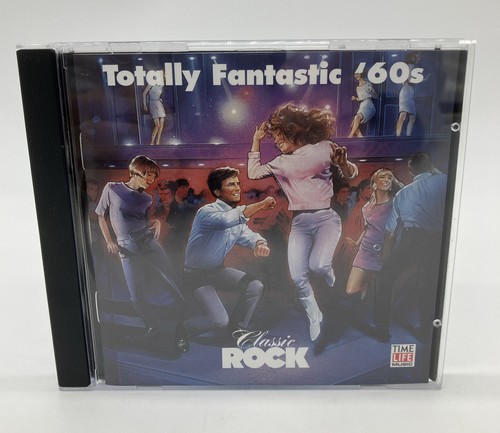 Totally Fantastic '60s
Classic
ROCK
TIME
LIFE
MUSIC